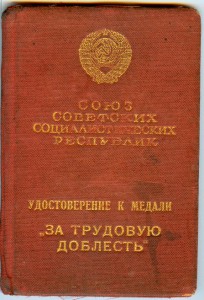 СОЮЗ
СОВЕТСКИХ
СОЦИАЛИСТИЧЕСКИХ
РЕСПУБЛИК
УДОСТОВЕРЕНИЕ К МЕДАЛИ
„ЗА ТРУДОВУЮ
ДОБЛЕСТЬ"